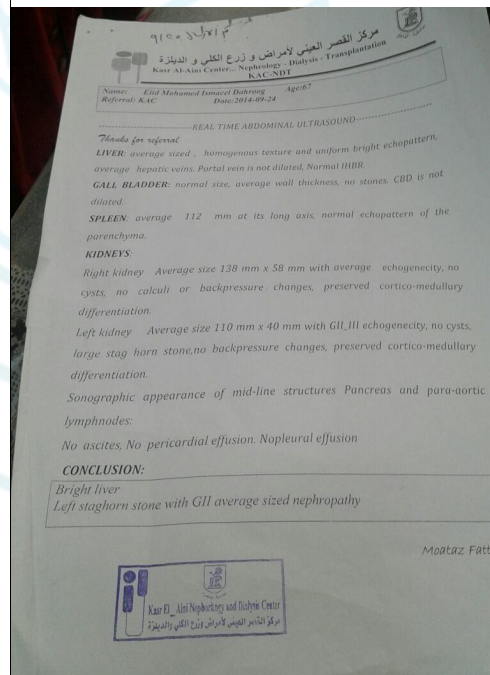 مركز القصر العيني لأمراض و زرع الكلي و الديلزة
Kasr Al-Aini Center... Nephrology - Dialysis - Transplantation
KAC-NDT
Name: Eiid Mohamed Ismaeel Dahroug Age:67
Referral: KAC Date:2014-09-24
REAL TIME ABDOMINAL ULTRASOUND
Thanks for referral
LIVER: average sized , homogenous texture and uniform bright echopattern,
average hepatic veins. Portal vein is not dilated, Normal IHBR.
GALL BLADDER: normal size, average wall thickness, no stones. CBD is not
dilated.
SPLEEN: average 112 mm at its long axis, normal echopattern of the
parenchyma.
KIDNEYS:
Right kidney Average size 138 mm x 58 mm with average echogenecity, no
cysts, no calculi or backpressure changes, preserved cortico-medullary
differentiation.
Left kidney Average size 110 mm x 40 mm with GII_III echogenecity, no cysts,
large stag horn stone,no backpressure changes, preserved cortico-medullary
differentiation.
Sonographic appearance of mid-line structures Pancreas and para-aortic
lymphnodes:
No ascites, No pericardial effusion. Nopleural effusion
CONCLUSION:
Bright liver
Left staghorn stone with GII average sized nephropathy
Moataz Fatt
Kasr El_Aini Nephrology and Dialysis Center
مركز القصر العيني لأمراض وزرع الكلي والديلزة